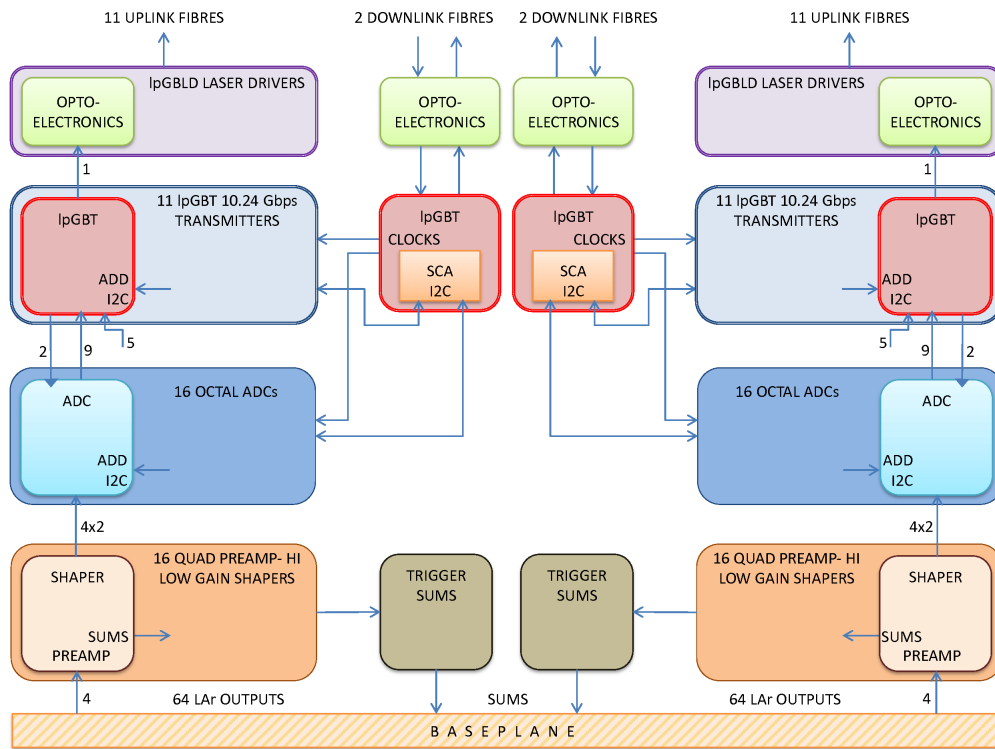 11 UPLINK FIBRES
2 DOWNLINK FIBRES
2 DOWNLINK FIBRES
11 UPLINK FIBRES
lpGBLD LASER DRIVERS
OPTO-
ELECTRONICS
OPTO-
ELECTRONICS
OPTO-
ELECTRONICS
lpGBLD LASER DRIVERS
OPTO-
ELECTRONICS
1
1
11 lpGBT 10.24 Gbps
TRANSMITTERS
lpGBT
ADD
I2C
lpGBT
CLOCKS
SCA
I2C
lpGBT
CLOCKS
SCA
I2C
11 lpGBT 10.24 Gbps
TRANSMITTERS
lpGBT
ADD
I2C
2
9
5
5
9
2
16 OCTAL ADCs
ADC
ADD
I2C
16 OCTAL ADCs
ADC
ADD
I2C
4x2
4x2
16 QUAD PREAMP- HI
LOW GAIN SHAPERS
SHAPER
SUMS
PREAMP
TRIGGER
SUMS
TRIGGER
SUMS
16 QUAD PREAMP- HI
LOW GAIN SHAPERS
SHAPER
SUMS
PREAMP
4
64 LAr OUTPUTS
SUMS
64 LAr OUTPUTS
4
B A S E P L A N E